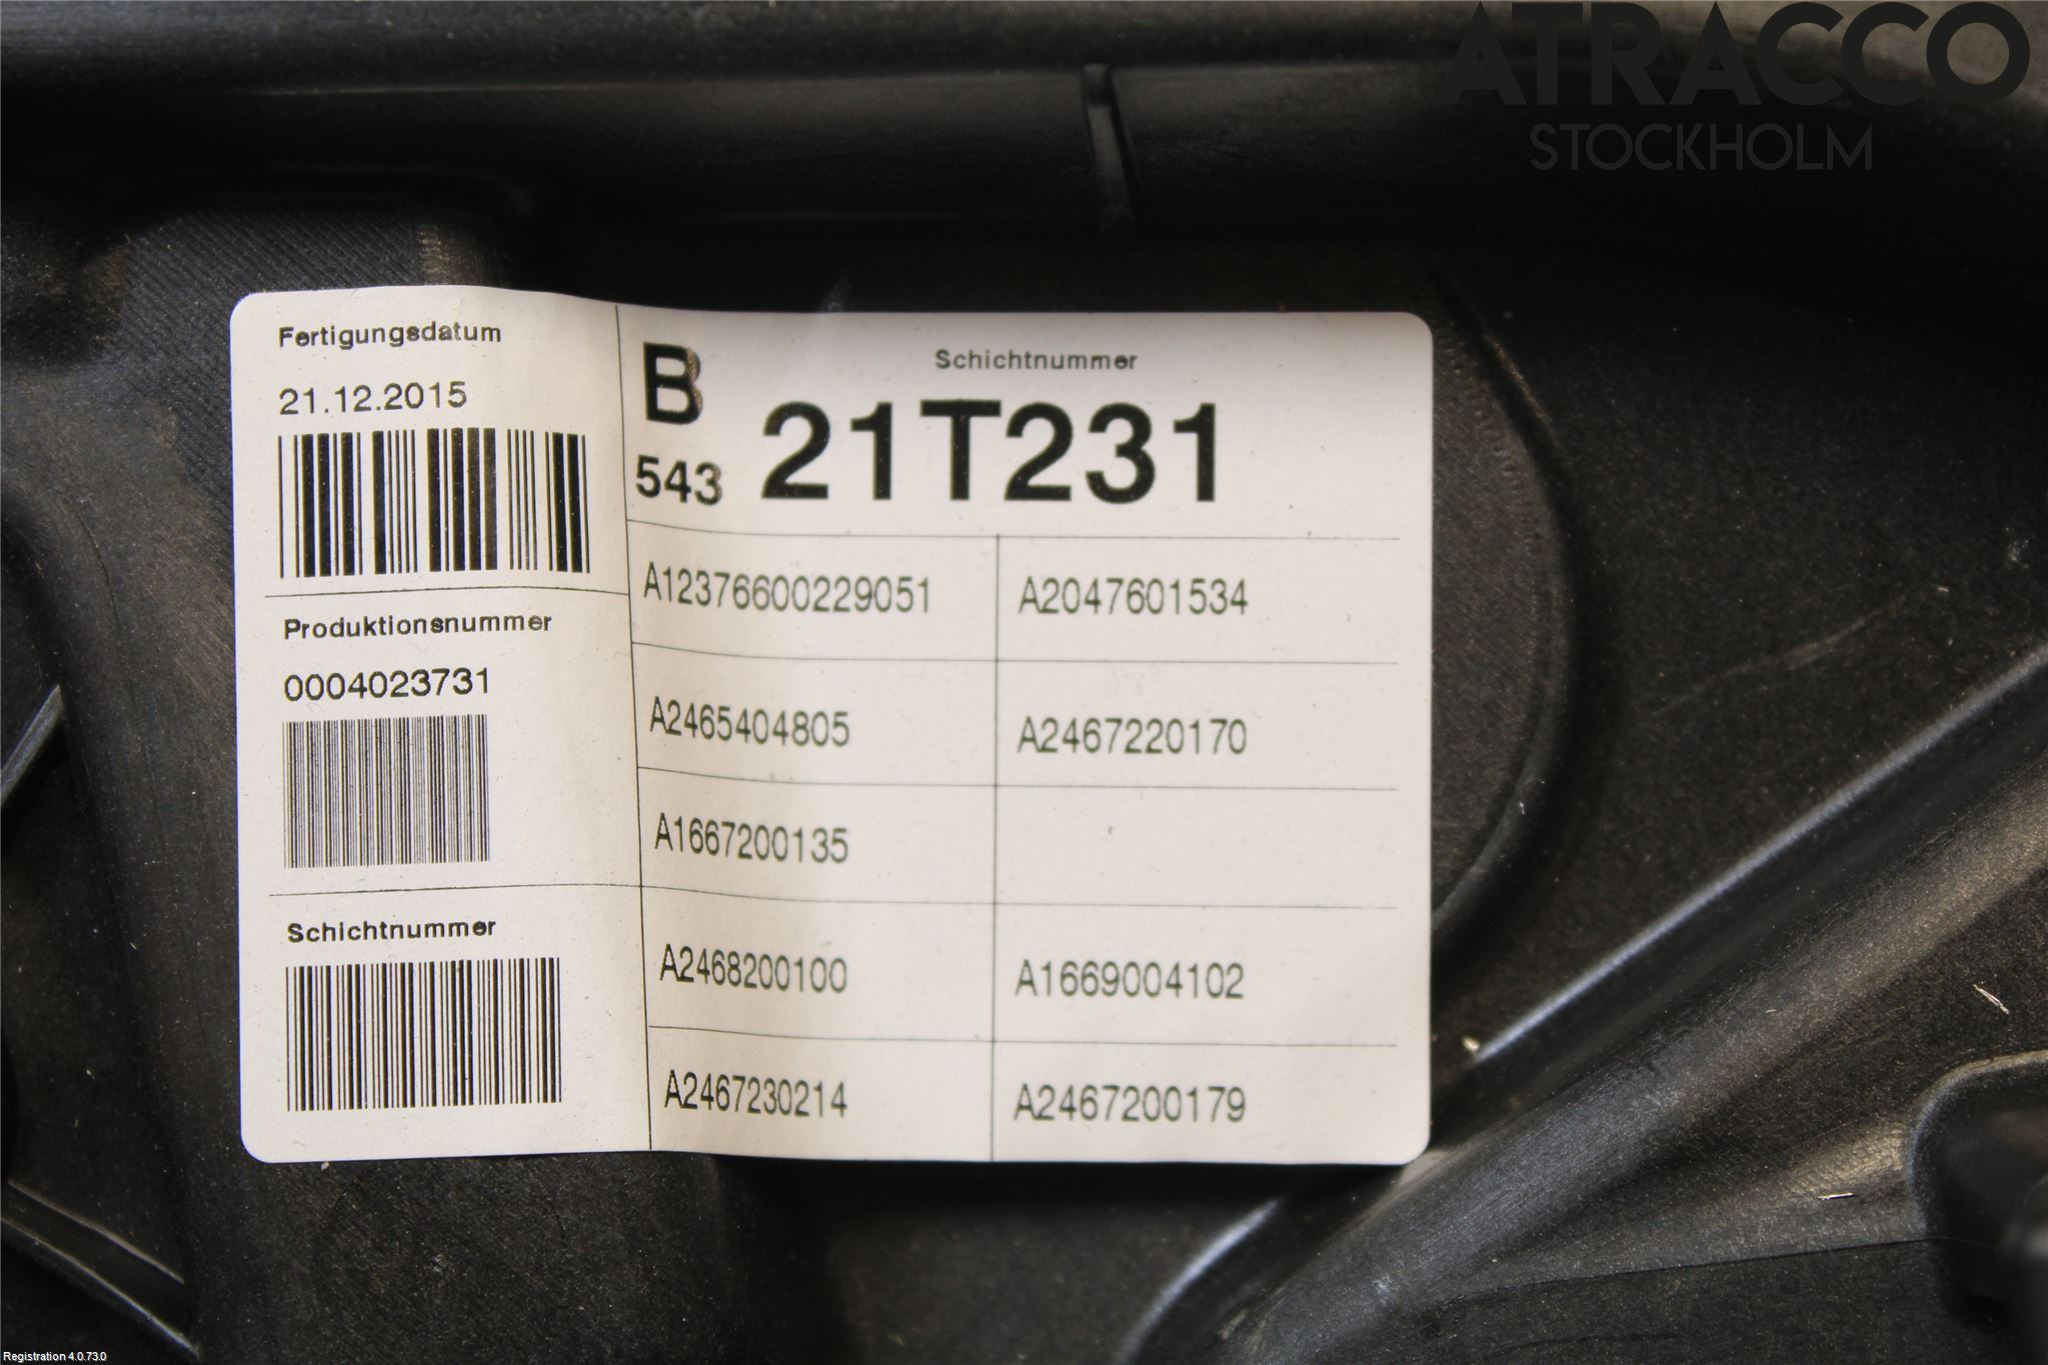 ATRACCO
STOCKHOLM
Fertigungsdatum
21.12.2015
Produktionsnummer
0004023731
Schichtnummer
B
543
Schichtnummer
21T231
A12376600229051 A2047601534
A2465404805 A2467220170
A1667200135
A2468200100 A1669004102
A2467230214 A2467200179
Registration 4.0.73.0